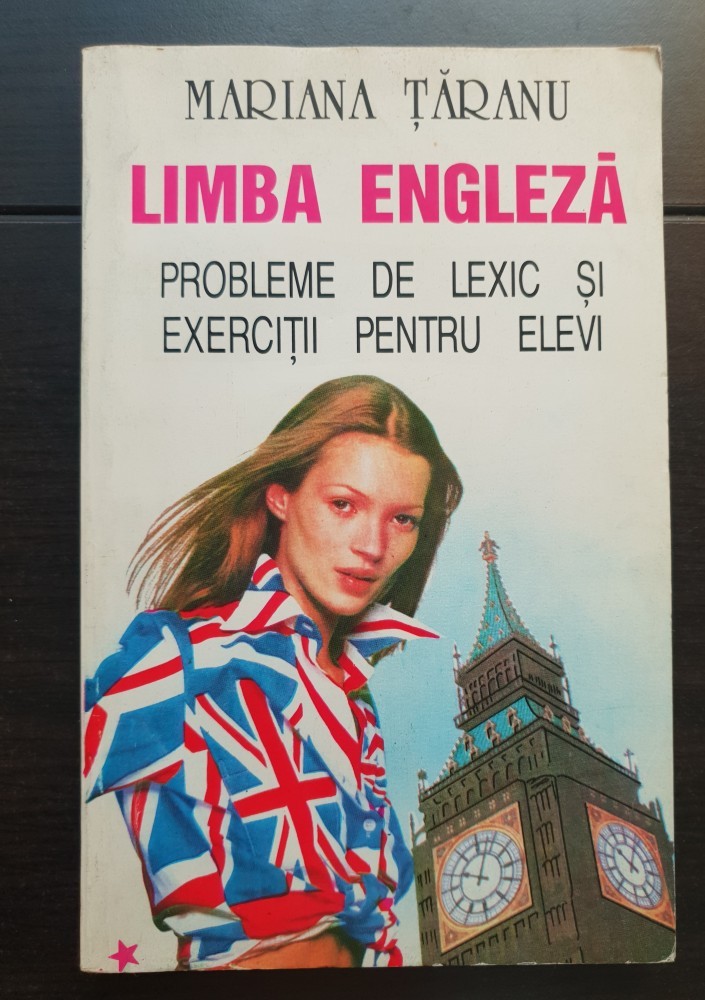 MARIANA ȚĂRANU
LIMBA ENGLEZĂ
PROBLEME DE LEXIC ȘI
EXERCIȚII PENTRU ELEVI